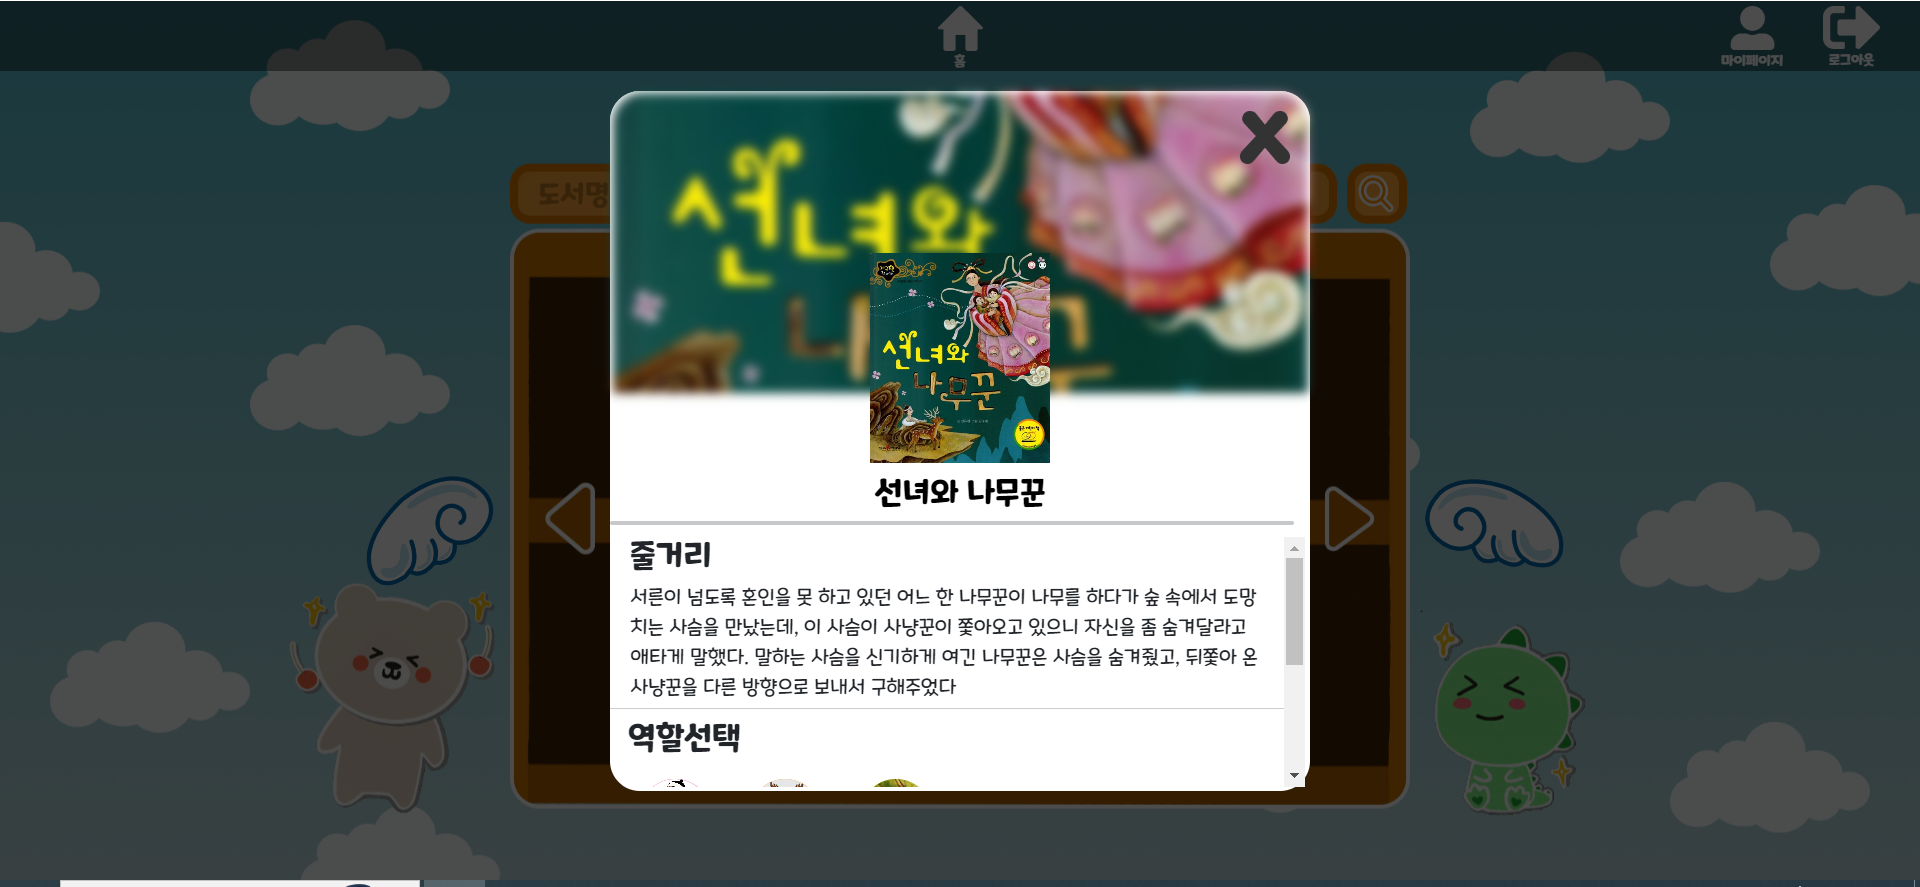 홈
마이페이지
로그아웃
도서명
선녀와
나
선녀와
나무꾼
선녀와 나무꾼
줄거리
서른이 넘도록 혼인을 못 하고 있던 어느 한 나무꾼이 나무를 하다가 숲 속에서 도망
치는 사슴을 만났는데, 이 사슴이 사냥꾼이 쫓아오고 있으니 자신을 좀 숨겨달라고
애타게 말했다. 말하는 사슴을 신기하게 여긴 나무꾼은 사슴을 숨겨줬고, 뒤쫓아 온
사냥꾼을 다른 방향으로 보내서 구해주었다
역할선택